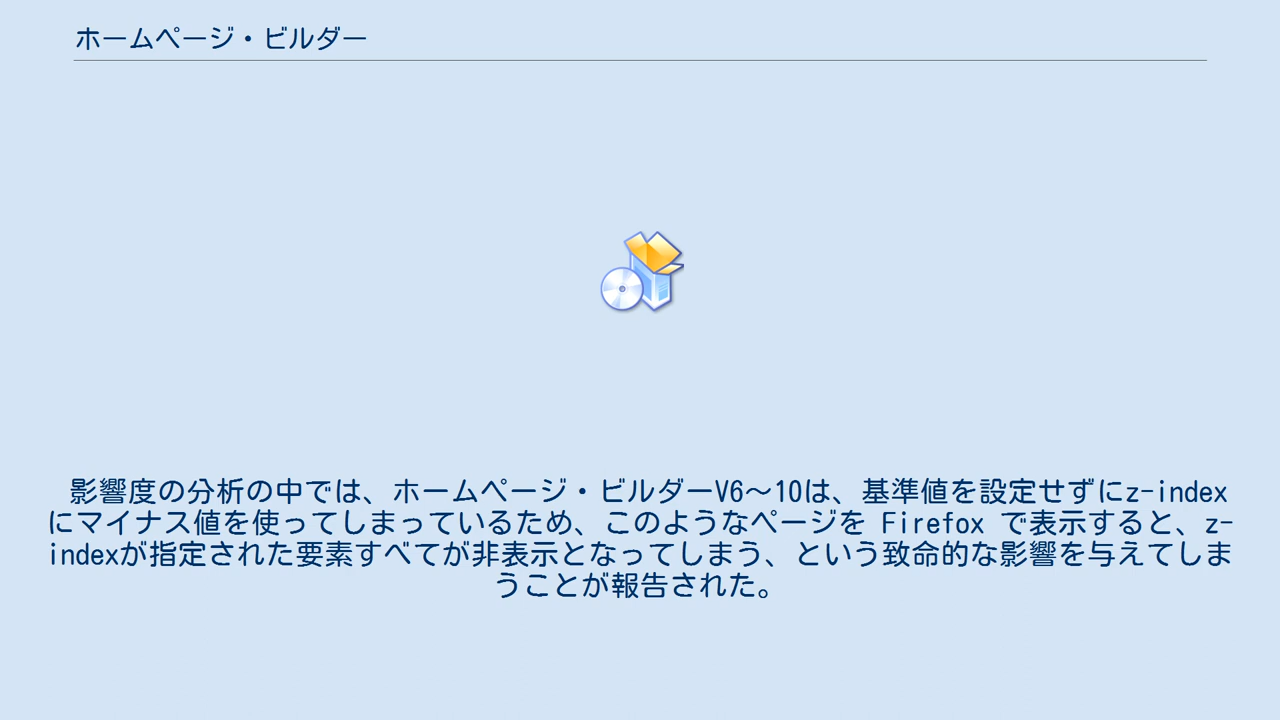 ホームページ・ビルダー
影響度の分析の中では、ホームページ・ビルダーV6～10は、基準値を設定せずにz-index
にマイナス値を使ってしまっているため、このようなページを Firefox で表示すると、z-
indexが指定された要素すべてが非表示となってしまう、という致命的な影響を与えてしま
うことが報告された。